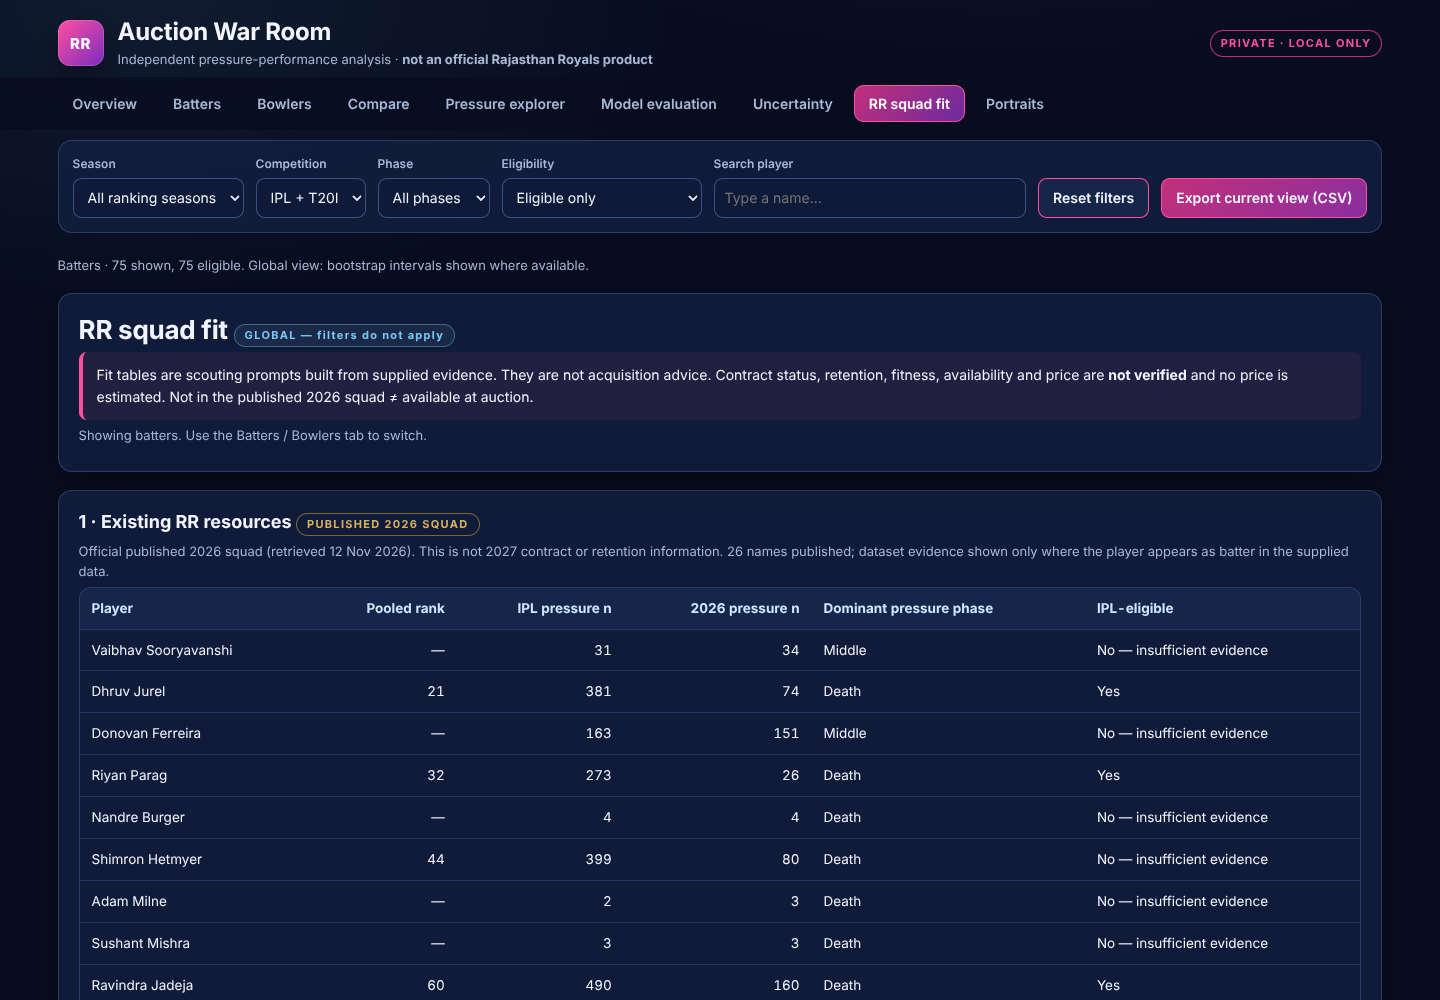 RR
Auction War Room
Independent pressure-performance analysis · not an official Rajasthan Royals product
PRIVATE · LOCAL ONLY
Overview Batters Bowlers Compare Pressure explorer Model evaluation Uncertainty RR squad fit Portraits
Season Competition Phase Eligibility Search player
All ranking seasons IPL + T20I All phases Eligible only Type a name... Reset filters Export current view (CSV)
Batters · 75 shown, 75 eligible. Global view: bootstrap intervals shown where available.
RR squad fit GLOBAL — filters do not apply
Fit tables are scouting prompts built from supplied evidence. They are not acquisition advice. Contract status, retention, fitness, availability and price are not verified and no price is
estimated. Not in the published 2026 squad ≠ available at auction.
Showing batters. Use the Batters / Bowlers tab to switch.
1 · Existing RR resources PUBLISHED 2026 SQUAD
Official published 2026 squad (retrieved 12 Nov 2026). This is not 2027 contract or retention information. 26 names published; dataset evidence shown only where the player appears as batter in the supplied
data.
Player Pooled rank IPL pressure n 2026 pressure n Dominant pressure phase IPL-eligible
Vaibhav Sooryavanshi — 31 34 Middle No — insufficient evidence
Dhruv Jurel 21 381 74 Death Yes
Donovan Ferreira — 163 151 Middle No — insufficient evidence
Riyan Parag 32 273 26 Death Yes
Nandre Burger — 4 4 Death No — insufficient evidence
Shimron Hetmyer 44 399 80 Death No — insufficient evidence
Adam Milne — 2 3 Death No — insufficient evidence
Sushant Mishra — 3 3 Death No — insufficient evidence
Ravindra Jadeja 60 490 160 Death Yes